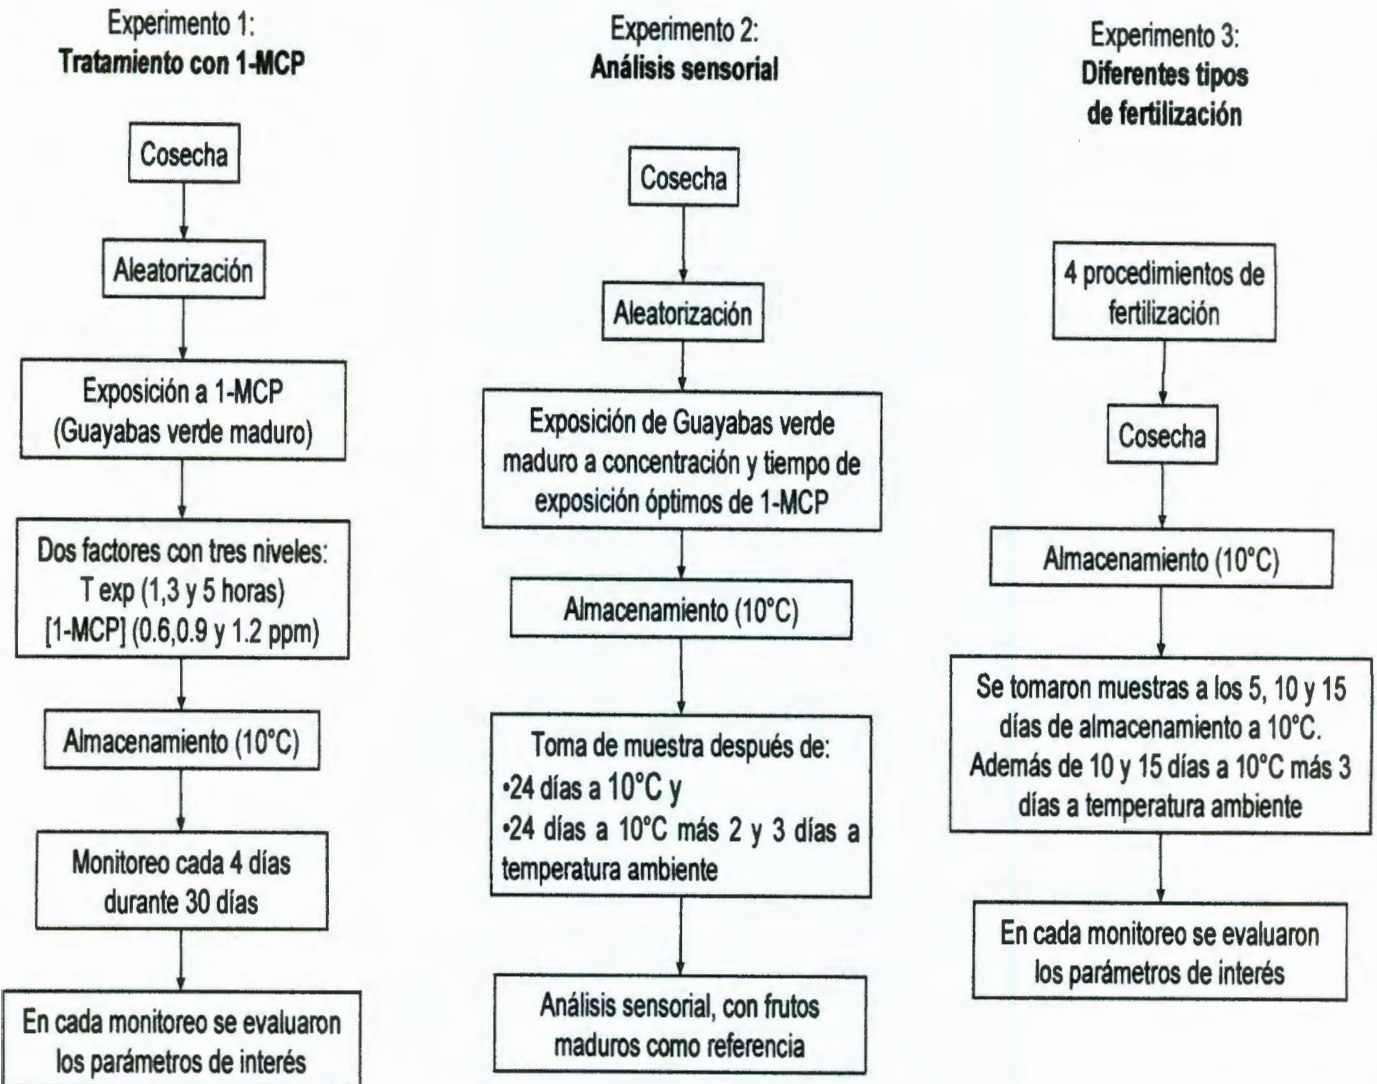 Experimento 1:
Tratamiento con 1-MCP
Cosecha
Aleatorización
Exposición a 1-MCP
(Guayabas verde maduro)
Dos factores con tres niveles:
T exp (1,3 y 5 horas)
[1-MCP] (0.6,0.9 y 1.2 ppm)
Almacenamiento (10°C)
Monitoreo cada 4 días
durante 30 días
En cada monitoreo se evaluaron
los parámetros de interés
Experimento 2:
Análisis sensorial
Cosecha
Aleatorización
Exposición de Guayabas verde
maduro a concentración y tiempo de
exposición óptimos de 1-MCP
Almacenamiento (10°C)
Toma de muestra después de:
•24 días a 10°C y
•24 días a 10°C más 2 y 3 días a
temperatura ambiente
Análisis sensorial, con frutos
maduros como referencia
Experimento 3:
Diferentes tipos
de fertilización
4 procedimientos de
fertilización
Cosecha
Almacenamiento (10°C)
Se tomaron muestras a los 5, 10 y 15
días de almacenamiento a 10°C.
Además de 10 y 15 días a 10°C más 3
días a temperatura ambiente
En cada monitoreo se evaluaron
los parámetros de interés